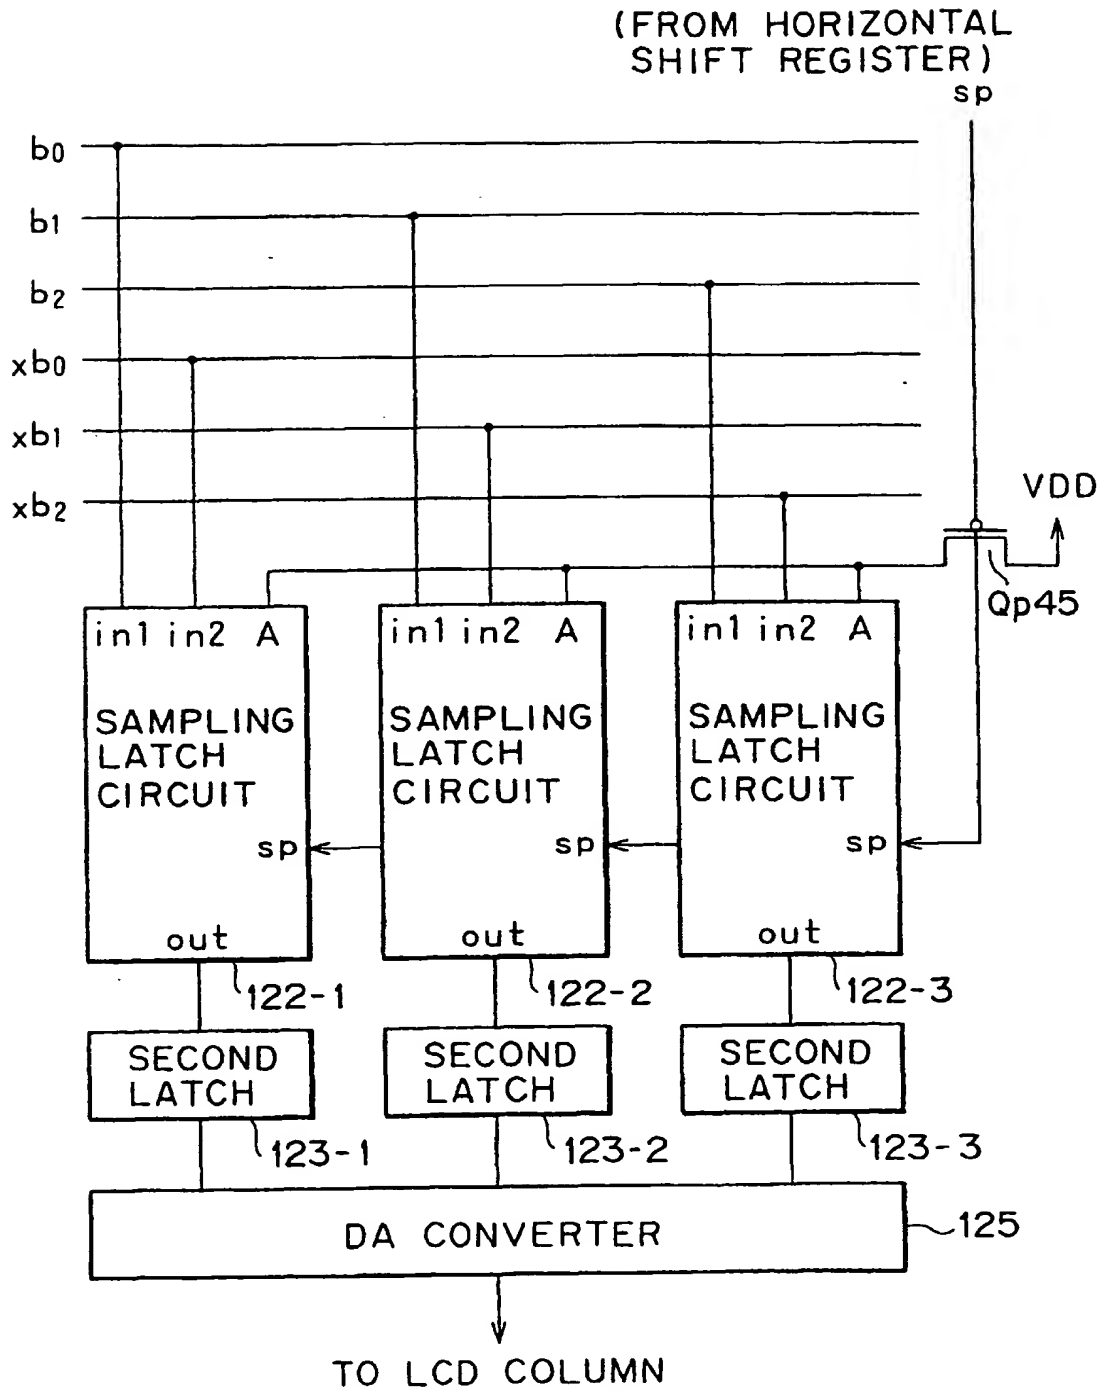 (FROM HORIZONTAL
SHIFT REGISTER)
sp
b0
b1
b2
xb0
xb1
xb2
VDD
Qp45
in1 in2 A
in1 in2 A
in1 in2 A
SAMPLING
LATCH
CIRCUIT
SAMPLING
LATCH
CIRCUIT
SAMPLING
LATCH
CIRCUIT
sp
sp
sp
out
out
out
122-1
122-2
122-3
SECOND
LATCH
SECOND
LATCH
SECOND
LATCH
123-1
123-2
123-3
DA CONVERTER
125
TO LCD COLUMN